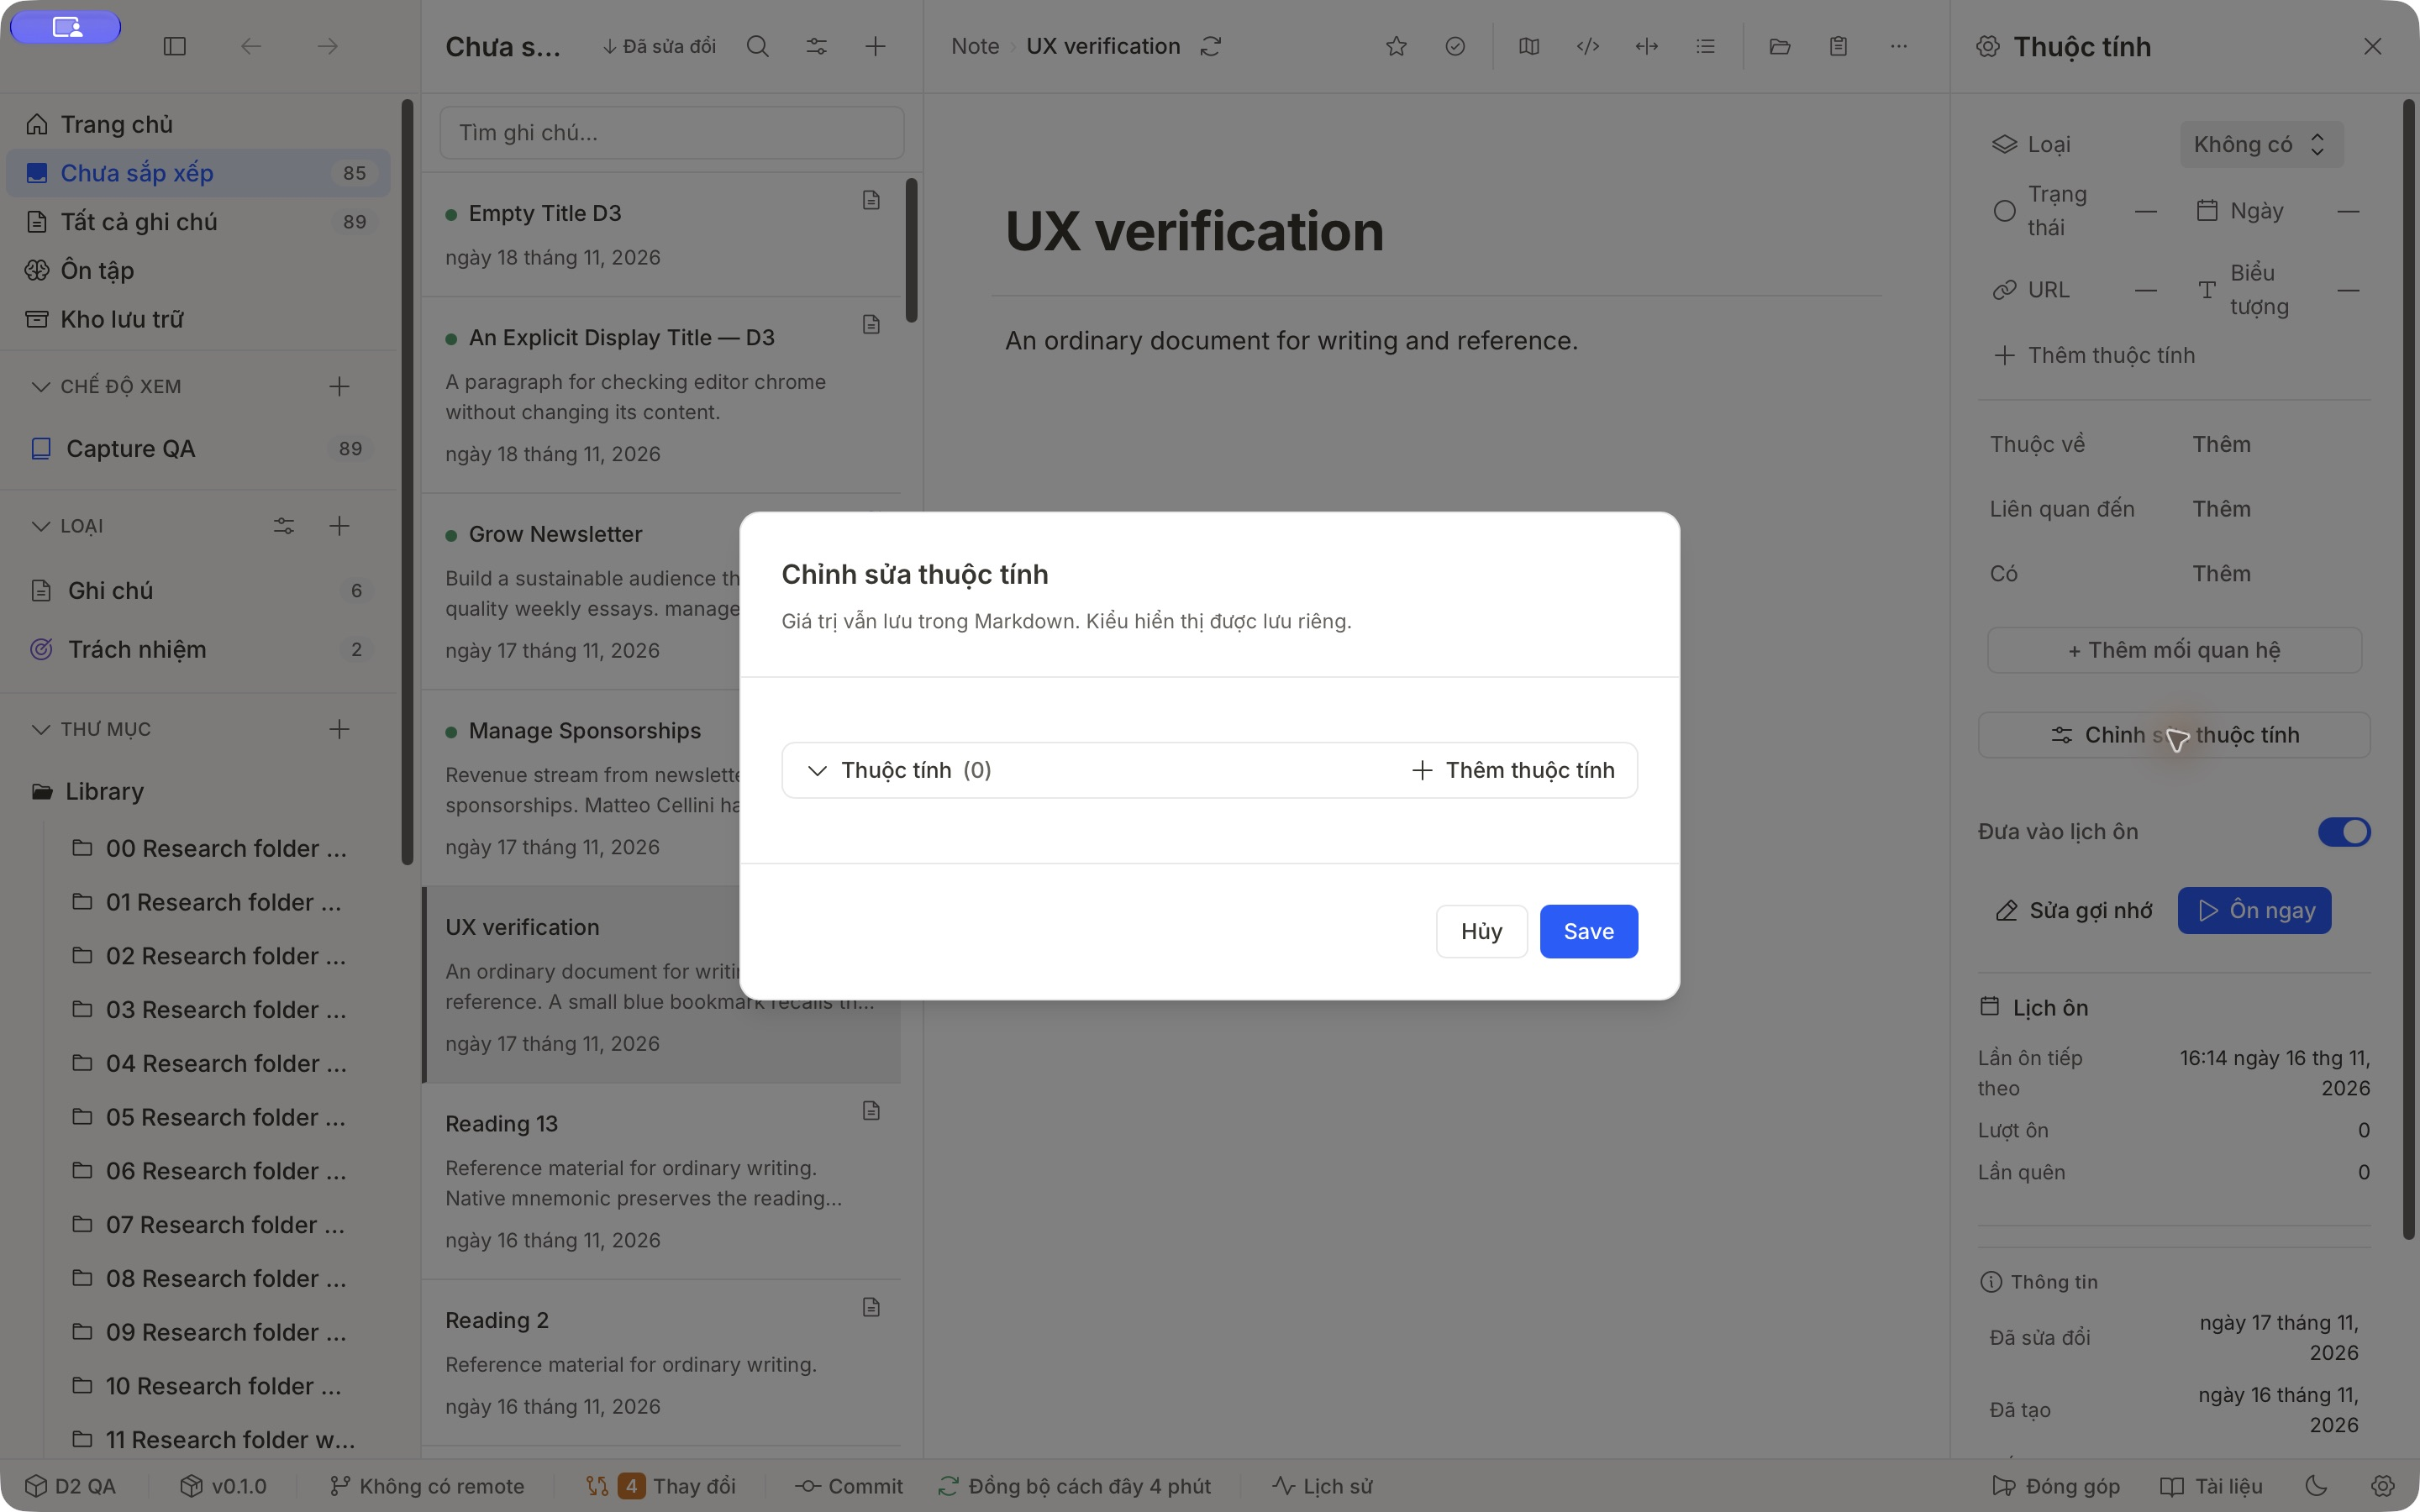 Chưa s...
Đã sửa đổi
Note › UX verification
Thuộc tính
Trang chủ
Chưa sắp xếp 85
Tất cả ghi chú 89
Ôn tập
Kho lưu trữ
CHẾ ĐỘ XEM
Capture QA 89
LOẠI
Ghi chú 6
Trách nhiệm 2
THƯ MỤC
Library
00 Research folder ...
01 Research folder ...
02 Research folder ...
03 Research folder ...
04 Research folder ...
05 Research folder ...
06 Research folder ...
07 Research folder ...
08 Research folder ...
09 Research folder ...
10 Research folder ...
11 Research folder w...
Tìm ghi chú...
Empty Title D3
ngày 18 tháng 11, 2026
An Explicit Display Title — D3
A paragraph for checking editor chrome
without changing its content.
ngày 18 tháng 11, 2026
Grow Newsletter
Build a sustainable audience th
quality weekly essays. manage
ngày 17 tháng 11, 2026
Manage Sponsorships
Revenue stream from newslette
sponsorships. Matteo Cellini ha
ngày 17 tháng 11, 2026
UX verification
An ordinary document for writin
reference. A small blue bookmark recalls th...
ngày 17 tháng 11, 2026
Reading 13
Reference material for ordinary writing.
Native mnemonic preserves the reading...
ngày 16 tháng 11, 2026
Reading 2
Reference material for ordinary writing.
ngày 16 tháng 11, 2026
UX verification
An ordinary document for writing and reference.
Chỉnh sửa thuộc tính
Giá trị vẫn lưu trong Markdown. Kiểu hiển thị được lưu riêng.
Thuộc tính (0)
Thêm thuộc tính
Hủy
Save
Loại
Không có
Trạng
thái —
Ngày —
URL —
Biểu
tượng —
Thêm thuộc tính
Thuộc về Thêm
Liên quan đến Thêm
Có Thêm
+ Thêm mối quan hệ
Chỉnh s thuộc tính
Đưa vào lịch ôn
Sửa gợi nhớ
Ôn ngay
Lịch ôn
Lần ôn tiếp
theo
16:14 ngày 16 thg 11,
2026
Lượt ôn 0
Lần quên 0
Thông tin
Đã sửa đổi
ngày 17 tháng 11,
2026
Đã tạo
ngày 16 tháng 11,
2026
D2 QA
v0.1.0
Không có remote
4 Thay đổi
Commit
Đồng bộ cách đây 4 phút
Lịch sử
Đóng góp
Tài liệu